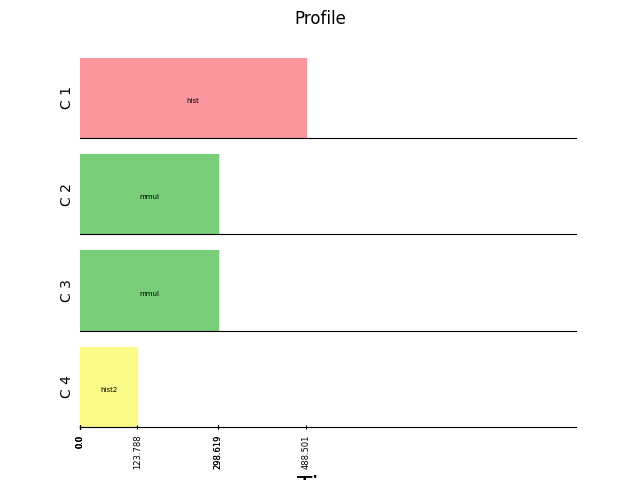 Profile
C 1
hist
C 2
mmul
C 3
mmul
C 4
hist2
0.0
123.788
298.619
488.501